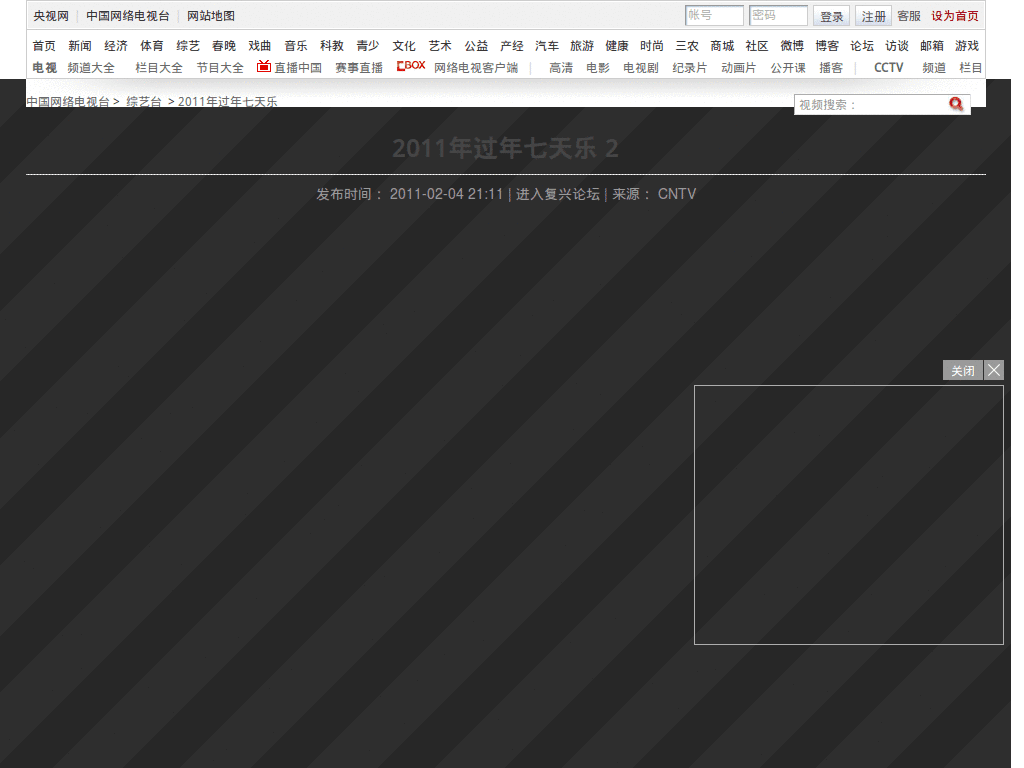 央视网 | 中国网络电视台 | 网站地图 帐号 密码 登录 注册 客服 设为首页
首页 新闻 经济 体育 综艺 春晚 戏曲 音乐 科教 青少 文化 艺术 公益 产经 汽车 旅游 健康 时尚 三农 商城 社区 微博 博客 论坛 访谈 邮箱 游戏
电视 频道大全 栏目大全 节目大全 直播中国 赛事直播 CBOX 网络电视客户端 | 高清 电影 电视剧 纪录片 动画片 公开课 播客 | CCTV 频道 栏目
中国网络电视台 > 综艺台 > 2011年过年七天乐 视频搜索：
2011年过年七天乐 2
发布时间： 2011-02-04 21:11 | 进入复兴论坛 | 来源： CNTV
关闭